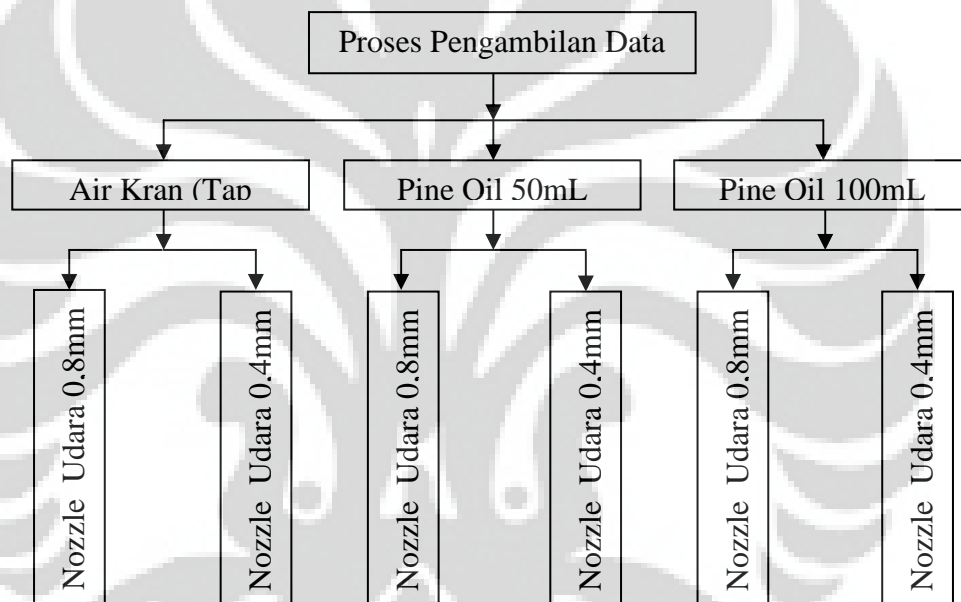 Proses Pengambilan Data
Air Kran (Tap
Pine Oil 50mL
Pine Oil 100mL
Nozzle Udara 0.8mm
Nozzle Udara 0.4mm
Nozzle Udara 0.8mm
Nozzle Udara 0.4mm
Nozzle Udara 0.8mm
Nozzle Udara 0.4mm